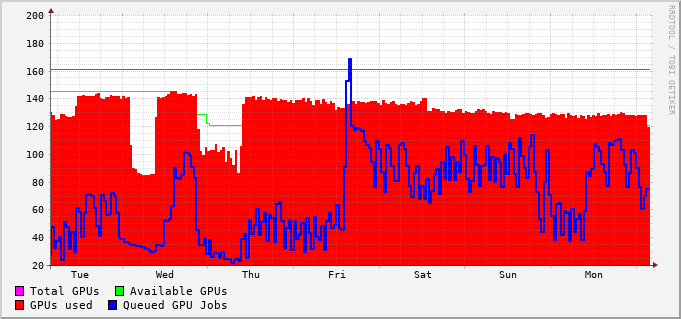 RRDTOOL / TOBI OETIKER
200
180
160
140
120
100
80
60
40
20
Tue Wed Thu Fri Sat Sun Mon
Total GPUs Available GPUs
GPUs used Queued GPU Jobs